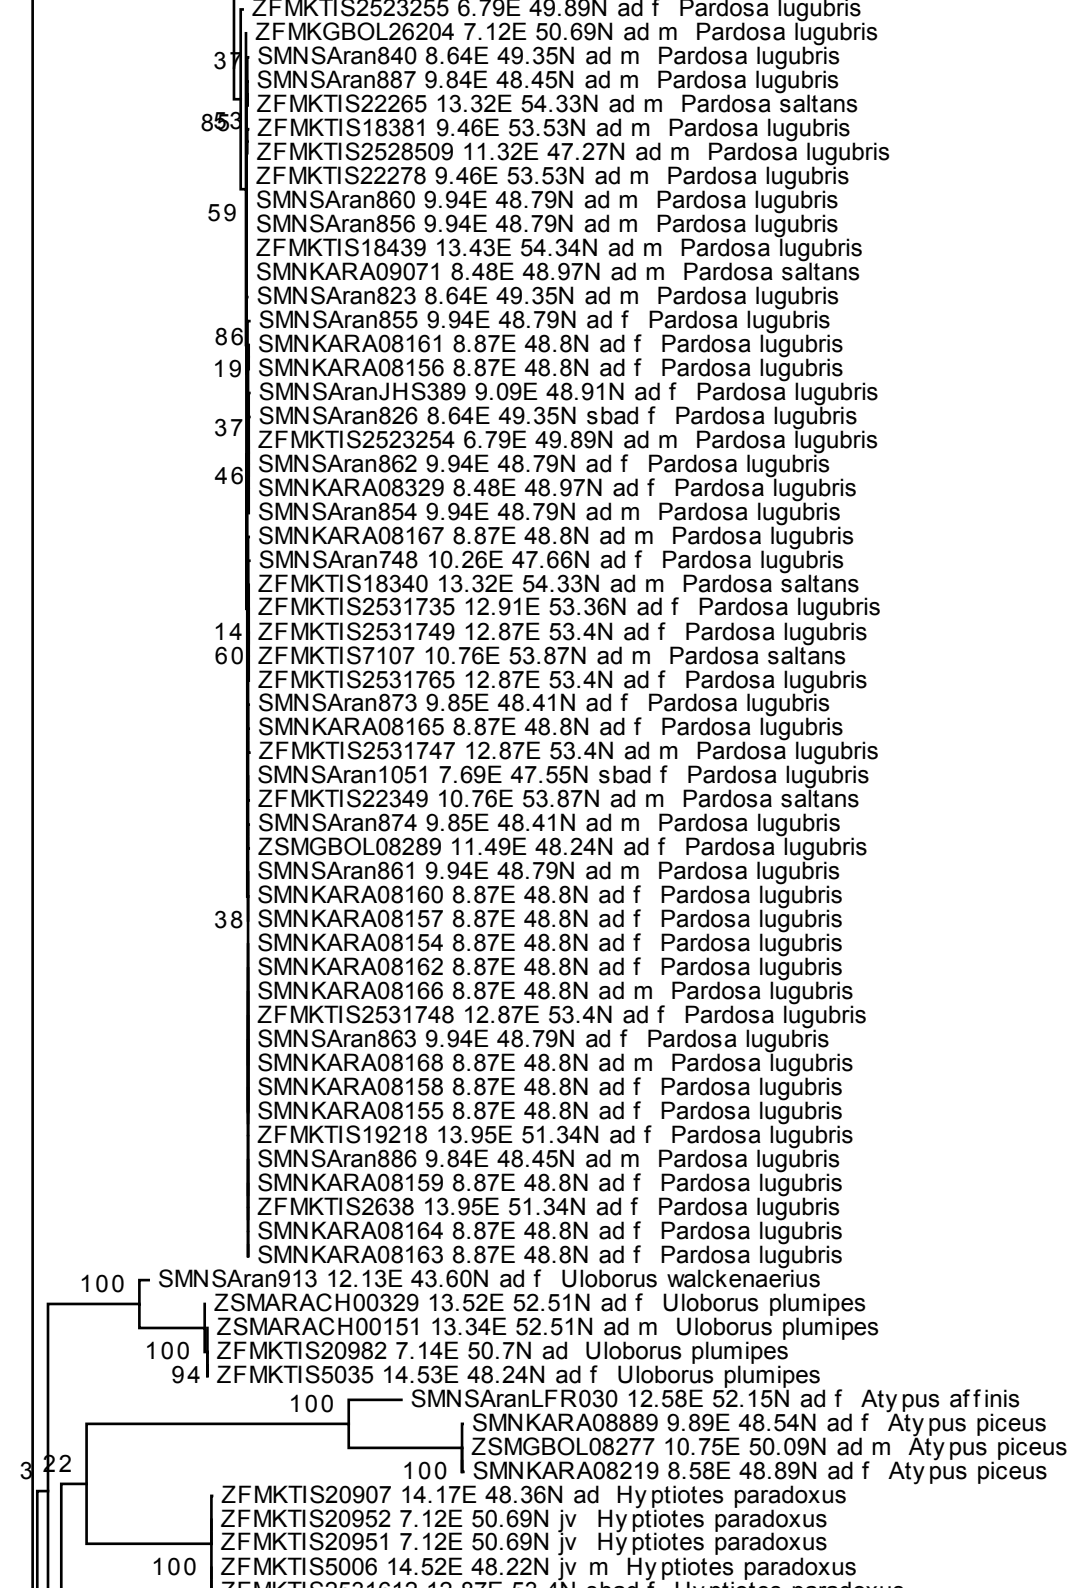 ZFMKTIS2523255 6.79E 49.89N ad f Pardosa lugubris
ZFMKGBOL26204 7.12E 50.69N ad m Pardosa lugubris
37 SMNSAran840 8.64E 49.35N ad m Pardosa lugubris
SMNSAran887 9.84E 48.45N ad m Pardosa lugubris
ZFMKTIS22265 13.32E 54.33N ad m Pardosa saltans
85 53 ZFMKTIS18381 9.46E 53.53N ad m Pardosa lugubris
ZFMKTIS2528509 11.32E 47.27N ad m Pardosa lugubris
ZFMKTIS22278 9.46E 53.53N ad m Pardosa lugubris
59 SMNSAran860 9.94E 48.79N ad m Pardosa lugubris
SMNSAran856 9.94E 48.79N ad m Pardosa lugubris
ZFMKTIS18439 13.43E 54.34N ad m Pardosa lugubris
SMNKARA09071 8.48E 48.97N ad m Pardosa saltans
SMNSAran823 8.64E 49.35N ad m Pardosa lugubris
SMNSAran855 9.94E 48.79N ad f Pardosa lugubris
86 SMNKARA08161 8.87E 48.8N ad f Pardosa lugubris
19 SMNKARA08156 8.87E 48.8N ad f Pardosa lugubris
SMNSAranJHS389 9.09E 48.91N ad f Pardosa lugubris
SMNSAran826 8.64E 49.35N sbad f Pardosa lugubris
37 ZFMKTIS2523254 6.79E 49.89N ad m Pardosa lugubris
SMNSAran862 9.94E 48.79N ad f Pardosa lugubris
46 SMNKARA08329 8.48E 48.97N ad f Pardosa lugubris
SMNSAran854 9.94E 48.79N ad m Pardosa lugubris
SMNKARA08167 8.87E 48.8N ad m Pardosa lugubris
SMNSAran748 10.26E 47.66N ad f Pardosa lugubris
ZFMKTIS18340 13.32E 54.33N ad m Pardosa saltans
ZFMKTIS2531735 12.91E 53.36N ad f Pardosa lugubris
14 ZFMKTIS2531749 12.87E 53.4N ad f Pardosa lugubris
60 ZFMKTIS7107 10.76E 53.87N ad m Pardosa saltans
ZFMKTIS2531765 12.87E 53.4N ad f Pardosa lugubris
SMNSAran873 9.85E 48.41N ad f Pardosa lugubris
SMNKARA08165 8.87E 48.8N ad f Pardosa lugubris
ZFMKTIS2531747 12.87E 53.4N ad m Pardosa lugubris
SMNSAran1051 7.69E 47.55N sbad f Pardosa lugubris
ZFMKTIS22349 10.76E 53.87N ad m Pardosa saltans
SMNSAran874 9.85E 48.41N ad m Pardosa lugubris
ZSMGBOL08289 11.49E 48.24N ad f Pardosa lugubris
SMNSAran861 9.94E 48.79N ad m Pardosa lugubris
SMNKARA08160 8.87E 48.8N ad f Pardosa lugubris
38 SMNKARA08157 8.87E 48.8N ad f Pardosa lugubris
SMNKARA08154 8.87E 48.8N ad f Pardosa lugubris
SMNKARA08162 8.87E 48.8N ad f Pardosa lugubris
SMNKARA08166 8.87E 48.8N ad m Pardosa lugubris
ZFMKTIS2531748 12.87E 53.4N ad f Pardosa lugubris
SMNSAran863 9.94E 48.79N ad f Pardosa lugubris
SMNKARA08168 8.87E 48.8N ad m Pardosa lugubris
SMNKARA08158 8.87E 48.8N ad f Pardosa lugubris
SMNKARA08155 8.87E 48.8N ad f Pardosa lugubris
ZFMKTIS19218 13.95E 51.34N ad f Pardosa lugubris
SMNSAran886 9.84E 48.45N ad m Pardosa lugubris
SMNKARA08159 8.87E 48.8N ad f Pardosa lugubris
ZFMKTIS2638 13.95E 51.34N ad f Pardosa lugubris
SMNKARA08164 8.87E 48.8N ad f Pardosa lugubris
SMNKARA08163 8.87E 48.8N ad f Pardosa lugubris
100 SMNSAran913 12.13E 43.60N ad f Uloborus walckenaerius
ZSMARACH00329 13.52E 52.51N ad f Uloborus plumipes
ZSMARACH00151 13.34E 52.51N ad m Uloborus plumipes
100 ZFMKTIS20982 7.14E 50.7N ad Uloborus plumipes
94 ZFMKTIS5035 14.53E 48.24N ad f Uloborus plumipes
100 SMNSAranLFR030 12.58E 52.15N ad f Atypus affinis
SMNKARA08889 9.89E 48.54N ad f Atypus piceus
ZSMGBOL08277 10.75E 50.09N ad m Atypus piceus
3 22 100 SMNKARA08219 8.58E 48.89N ad f Atypus piceus
ZFMKTIS20907 14.17E 48.36N ad Hyptiotes paradoxus
ZFMKTIS20952 7.12E 50.69N jv Hyptiotes paradoxus
ZFMKTIS20951 7.12E 50.69N jv Hyptiotes paradoxus
100 ZFMKTIS5006 14.52E 48.22N jv m Hyptiotes paradoxus
ZFMKTIS2531612 12.87E 53.4N sbad f Hyptiotes paradoxus